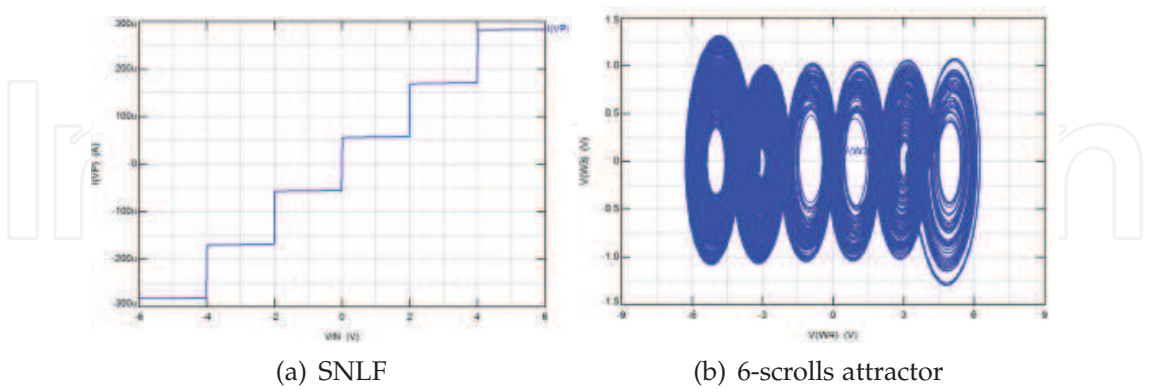 300u
200u
100u
0
-100u
-200u
-300u
I(VP) (A)
I(VP)
-6 -4 -2 0 2 4 6
VIN (V)
(a) SNLF
1.5
1.0
0.5
0
-0.5
-1.0
-1.5
V(W3) (V)
-9 -6 -3 0 3 6 9
V(W4) (V)
(b) 6-scrolls attractor